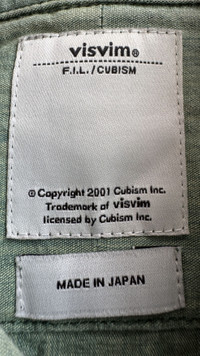 visvim®
F.I.L./CUBISM
© Copyright 2001 Cubism Inc.
Trademark of visvim
licensed by Cubism Inc.
MADE IN JAPAN